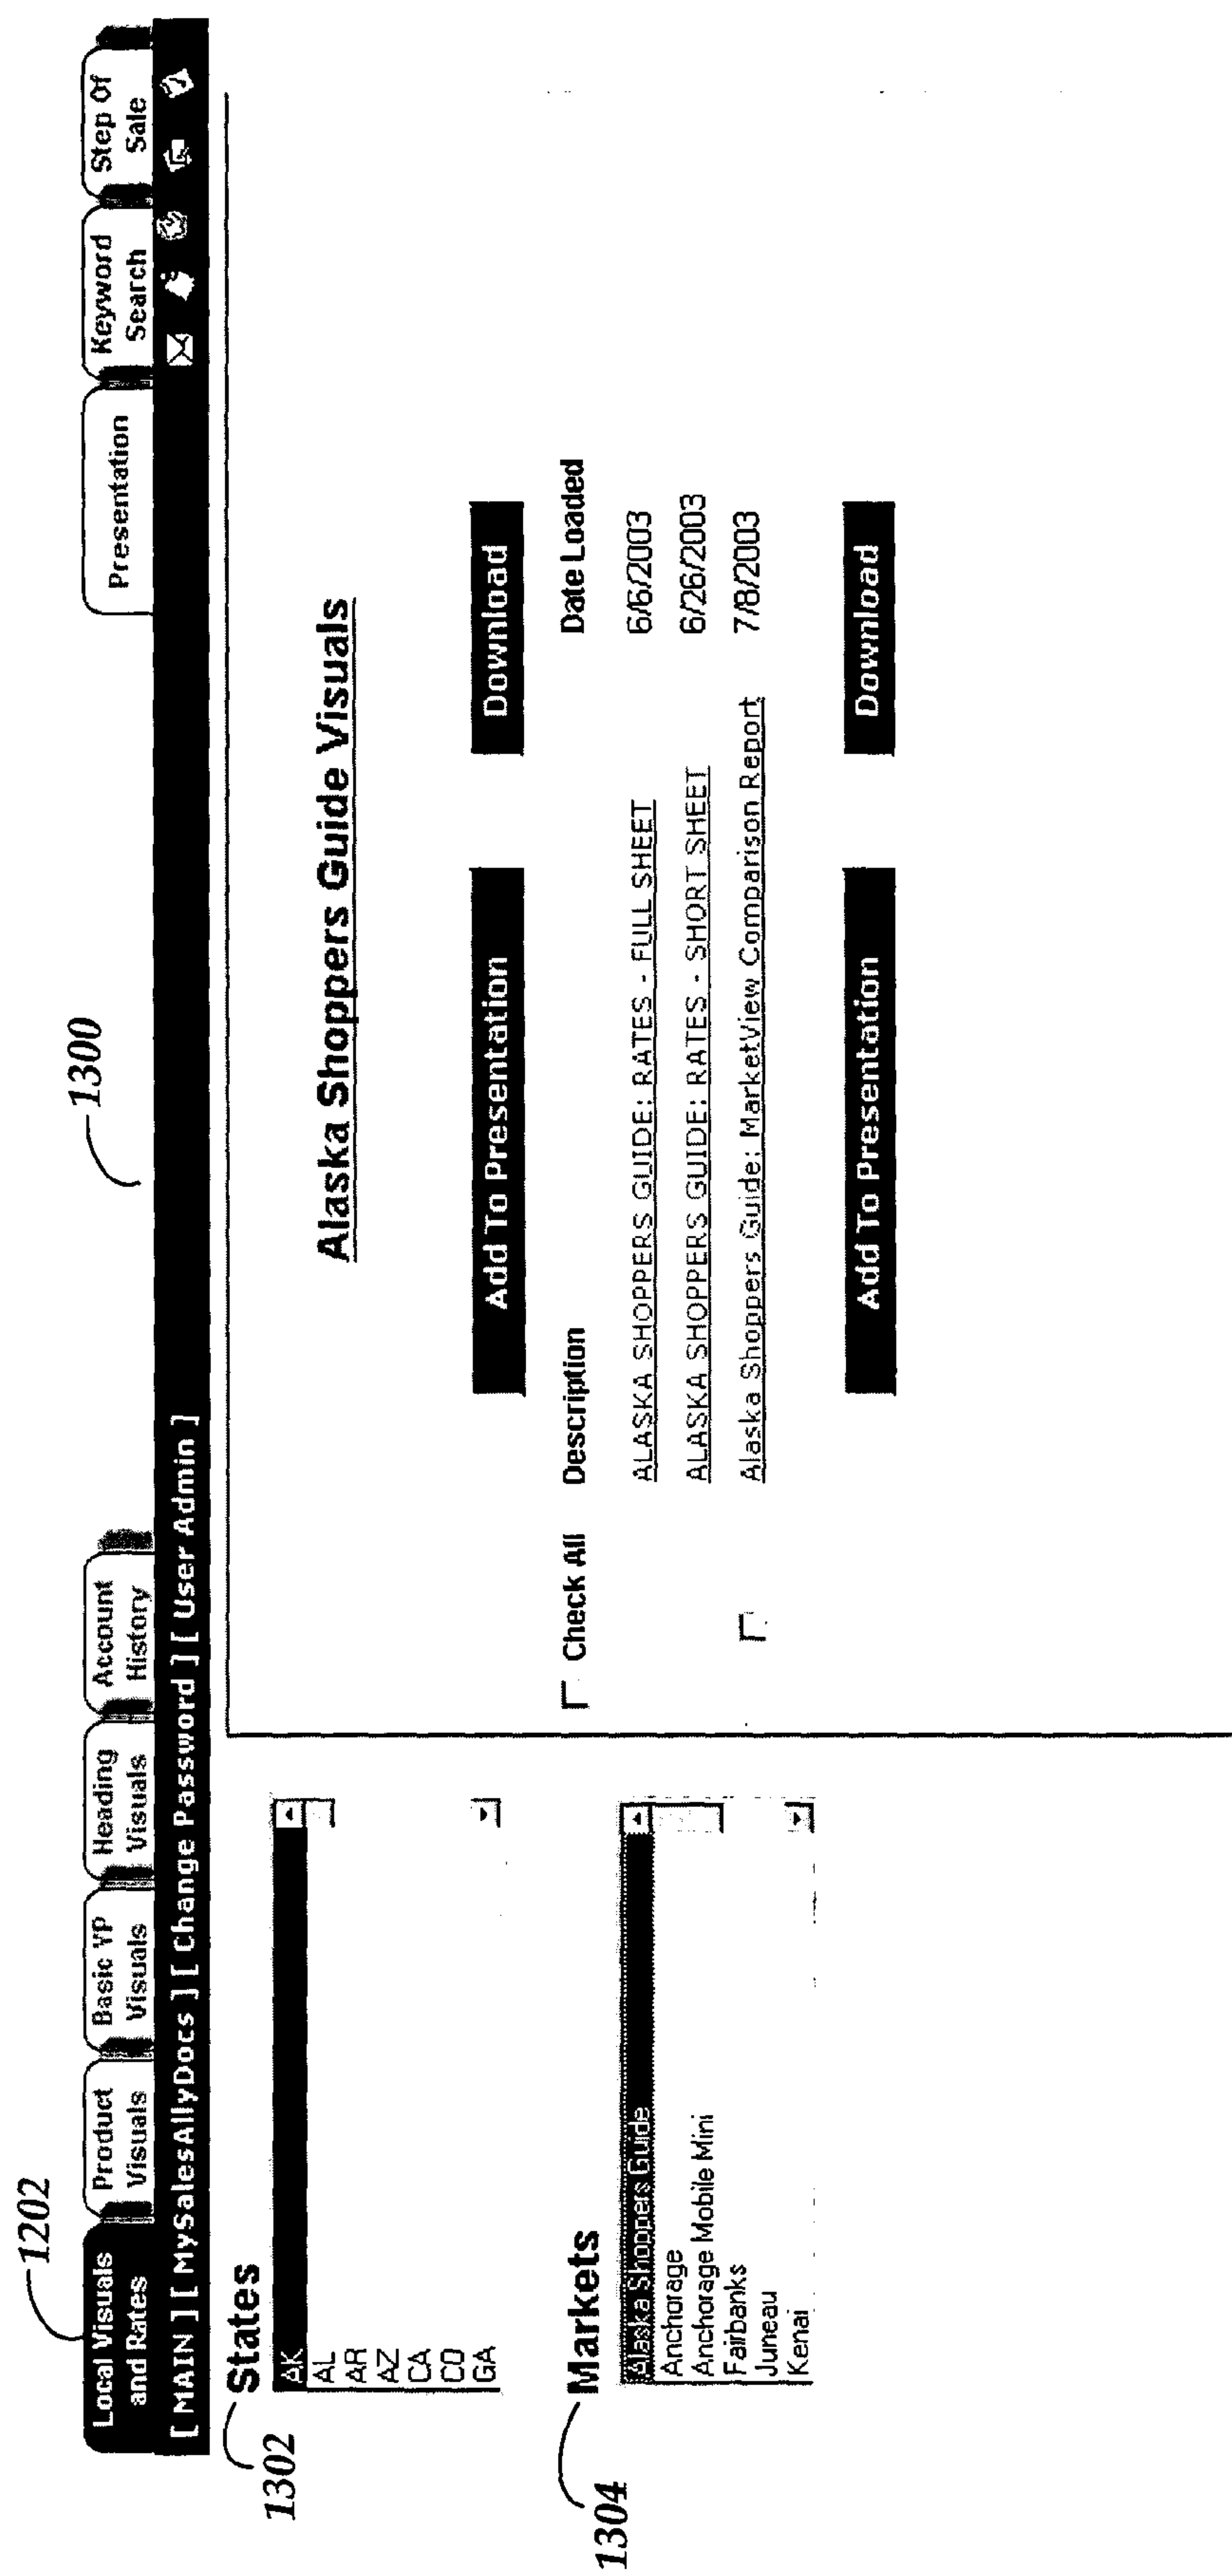 1202
1300
Local Visuals
and Rates
Product
Visuals
Basic VP
Visuals
Heading
Visuals
Account
History
Presentation
Keyword
Search
Step Of
Sale
[ MAIN ] [ MySalesAllyDocs ] [ Change Password ] [ User Admin ]
1302
States
AK
AL
AR
AZ
CA
CO
GA
1304
Markets
Alaska Shoppers Guide
Anchorage
Anchorage Mobile Mini
Fairbanks
Juneau
Kenai
Alaska Shoppers Guide Visuals
Add To Presentation
Download
Check All Description Date Loaded
ALASKA SHOPPERS GUIDE: RATES - FULL SHEET 6/6/2003
ALASKA SHOPPERS GUIDE: RATES - SHORT SHEET 6/26/2003
Alaska Shoppers Guide: MarketView Comparison Report 7/8/2003
Add To Presentation
Download